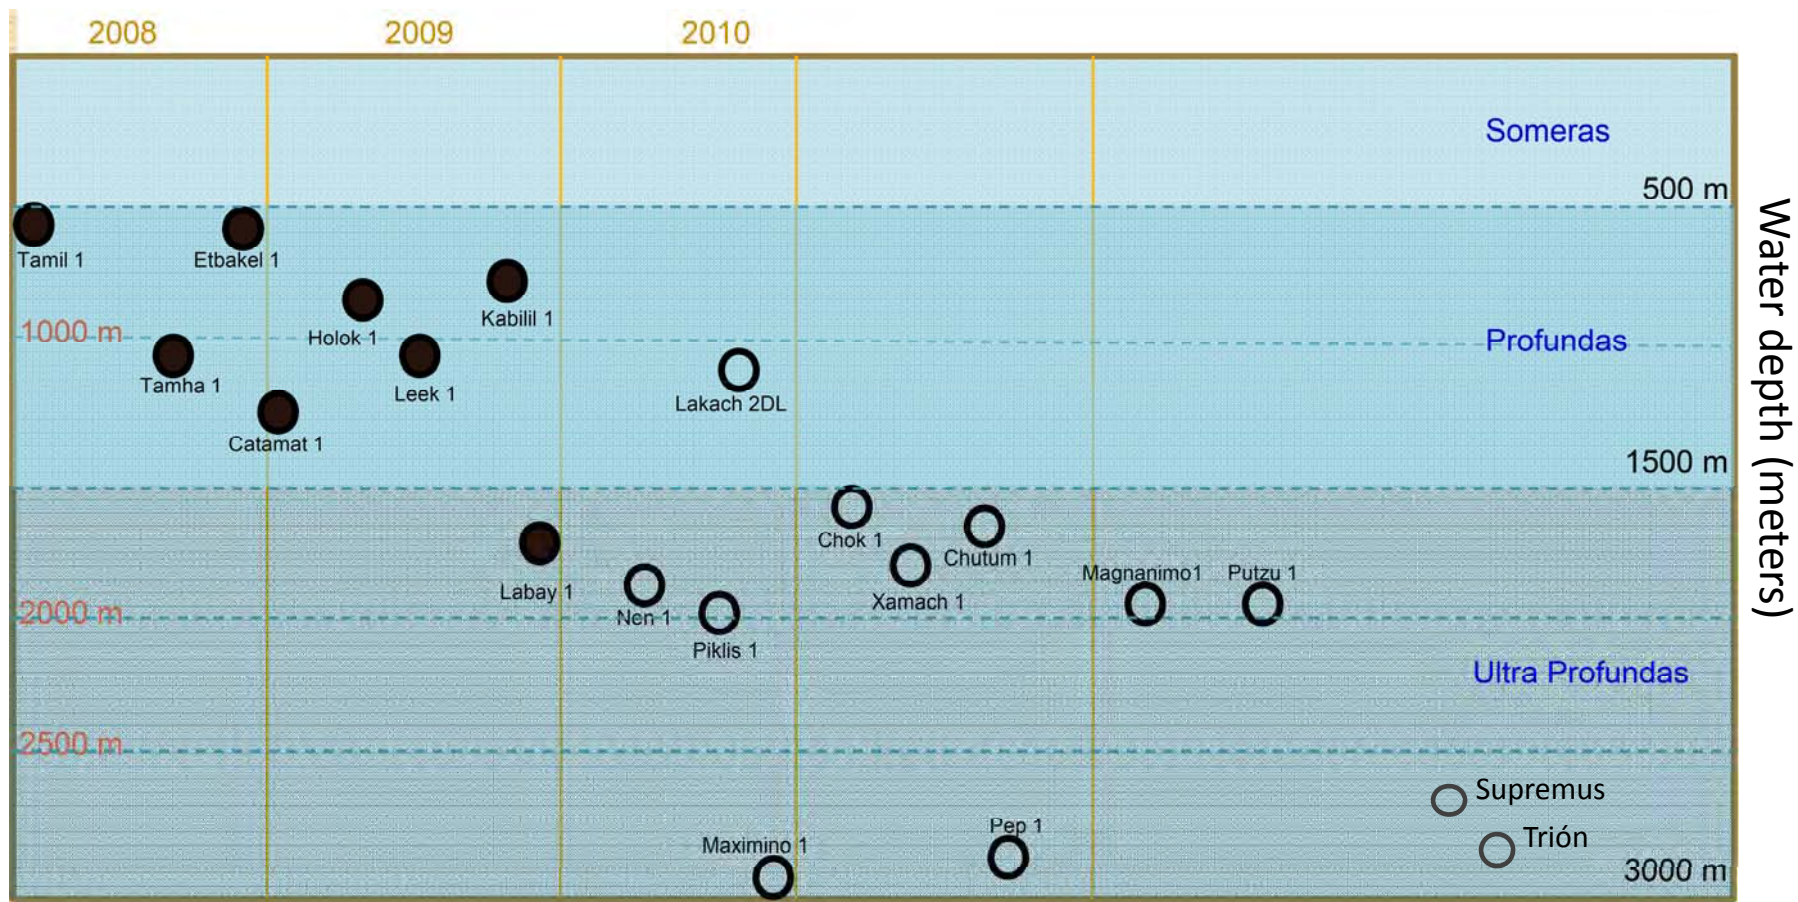 2008
2009
2010
Someras
500 m
Tamil 1
Etbakel 1
Kabilil 1
1000 m
Holok 1
Profundas
Tamha 1
Leek 1
Lakach 2DL
Catamat 1
1500 m
Chok 1
Chutum 1
Magnanimo1
Putzu 1
Labay 1
Xamach 1
2000 m
Nen 1
Piklis 1
Ultra Profundas
2500 m
Supremus
Pep 1
Trión
Maximino 1
3000 m
Water depth (meters)